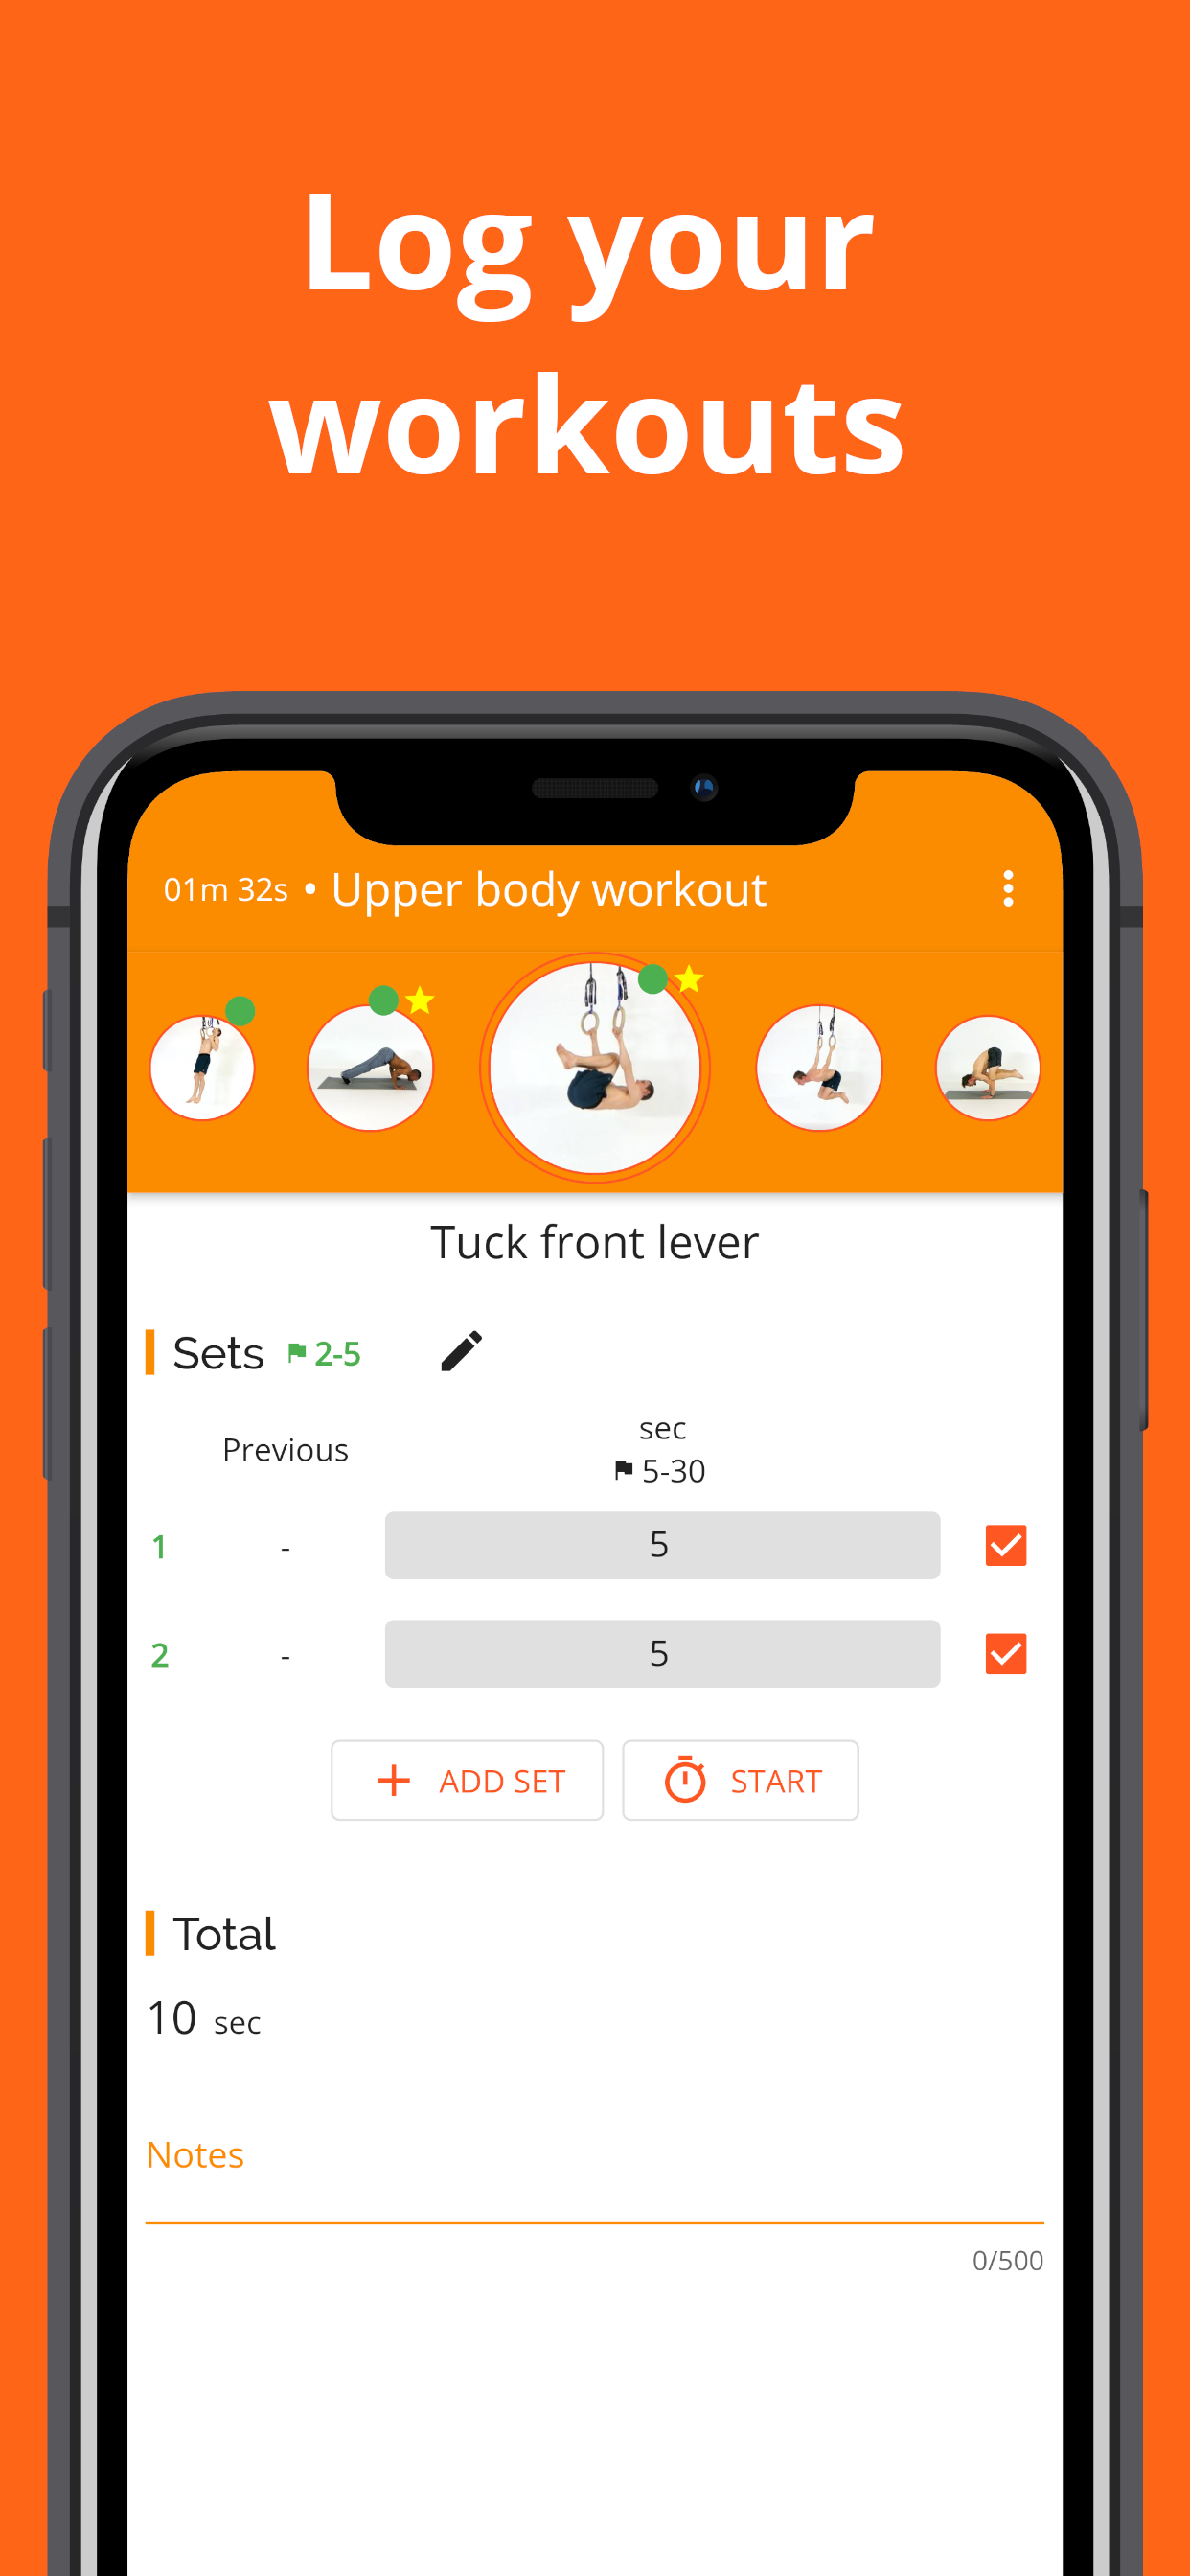 Log your
workouts
01m 32s • Upper body workout
Tuck front lever
Sets 2-5
Previous
sec
5-30
1 - 5
2 - 5
ADD SET START
Total
10 sec
Notes
0/500